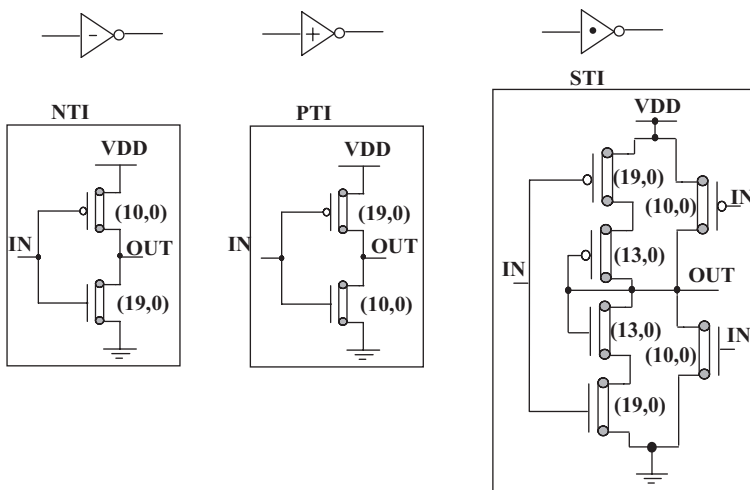 STI
NTI
PTI
VDD
VDD
VDD
(19,0)
(10,0)
IN
(10,0)
(19,0)
(13,0)
IN
OUT
IN
OUT
IN
OUT
(19,0)
(10,0)
(13,0)
(10,0)
IN
(19,0)